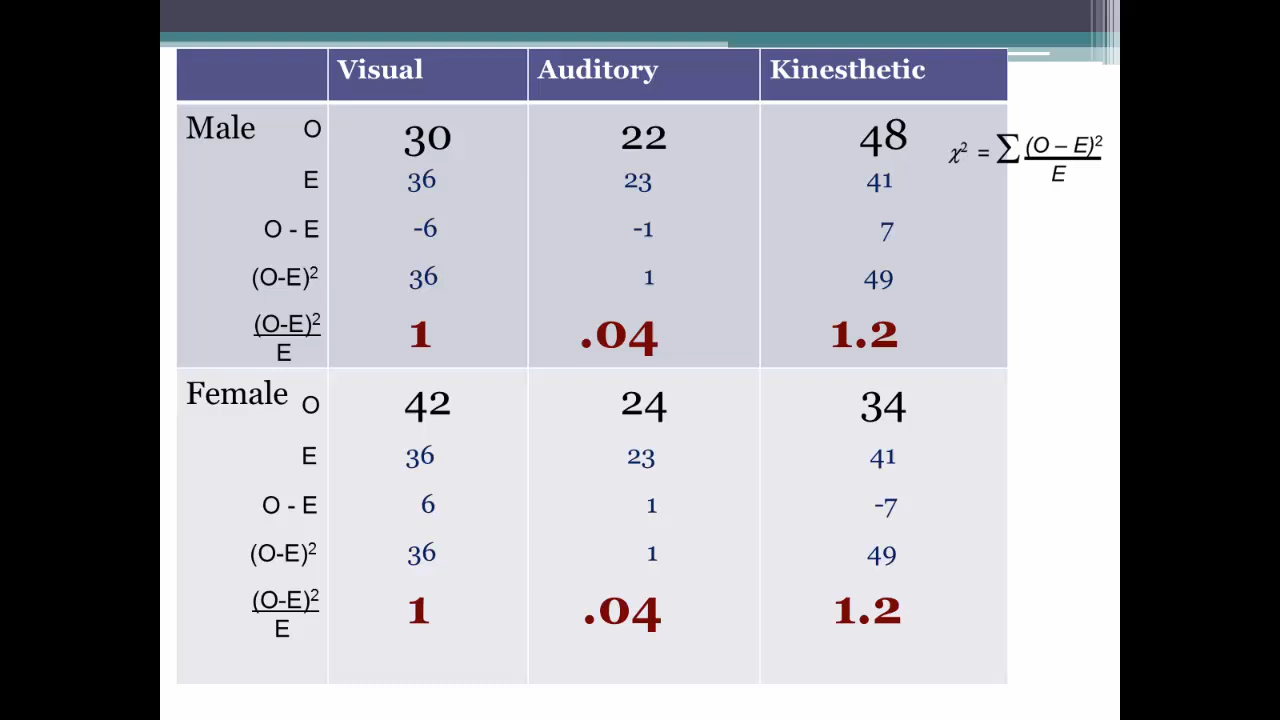 Visual Auditory Kinesthetic
Male O 30 22 48
E 36 23 41
O - E -6 -1 7
(O-E)² 36 1 49
(O-E)² 1 .04 1.2
E
χ² = ∑ (O – E)²
E
Female O 42 24 34
E 36 23 41
O - E 6 1 -7
(O-E)² 36 1 49
(O-E)² 1 .04 1.2
E